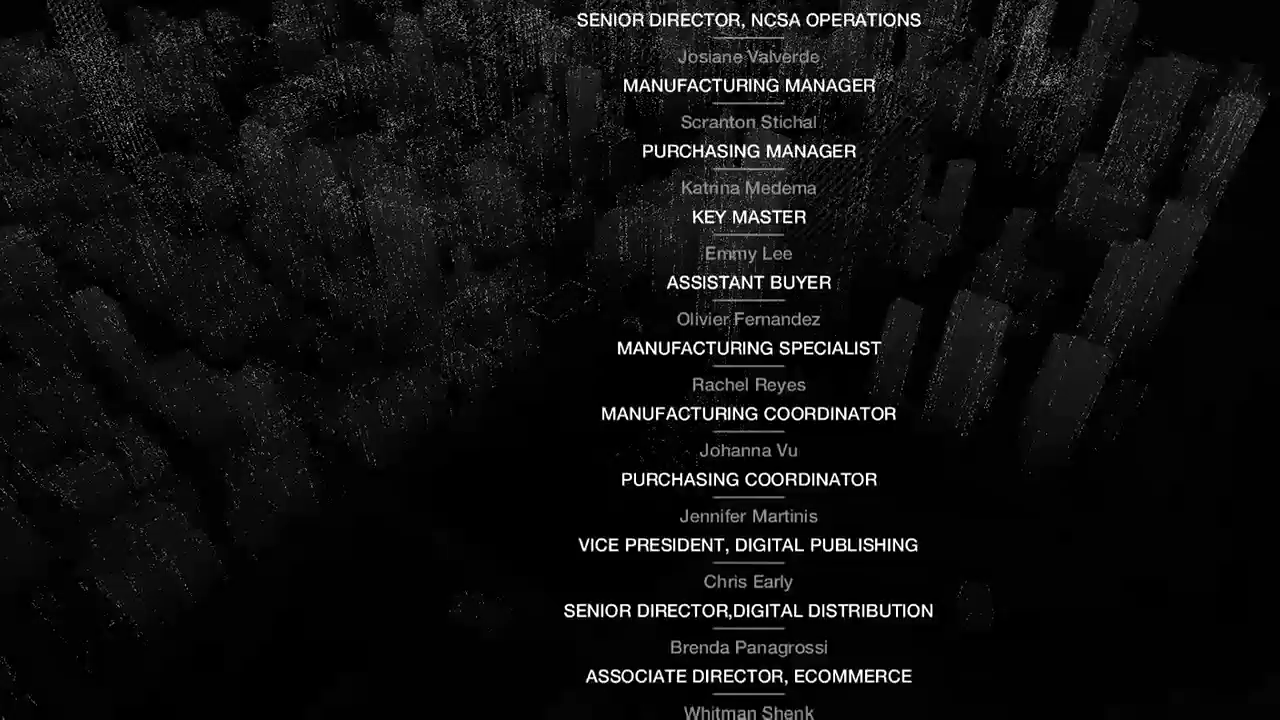 SENIOR DIRECTOR, NCSA OPERATIONS
Josiane Valverde
MANUFACTURING MANAGER
Scranton Stichal
PURCHASING MANAGER
Katrina Medema
KEY MASTER
Emmy Lee
ASSISTANT BUYER
Olivier Fernandez
MANUFACTURING SPECIALIST
Rachel Reyes
MANUFACTURING COORDINATOR
Johanna Vu
PURCHASING COORDINATOR
Jennifer Martinis
VICE PRESIDENT, DIGITAL PUBLISHING
Chris Early
SENIOR DIRECTOR,DIGITAL DISTRIBUTION
Brenda Panagrossi
ASSOCIATE DIRECTOR, ECOMMERCE
Whitman Shenk